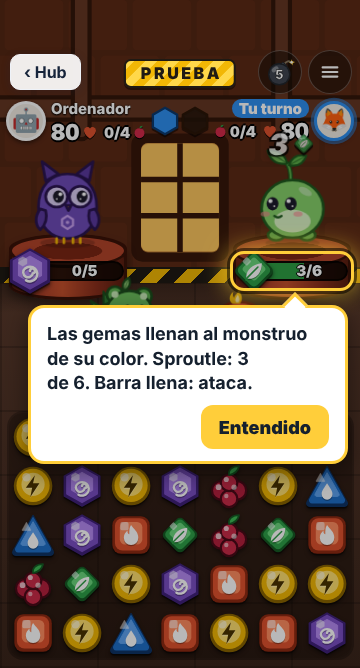 ‹ Hub
PRUEBA
5
Ordenador
Tu turno
80 0/4
0/4 80
3
0/5
3/6
Las gemas llenan al monstruo
de su color. Sproutle: 3
de 6. Barra llena: ataca.
Entendido